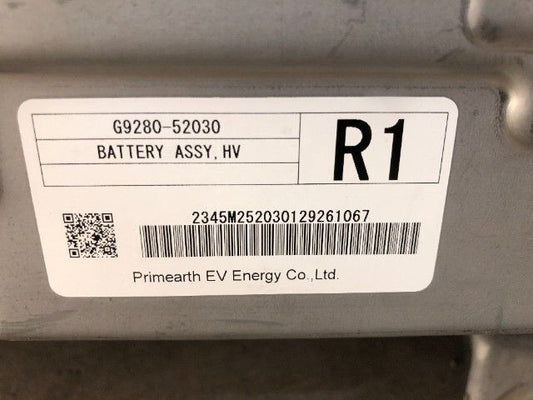 G9280-52030
BATTERY ASSY,HV
R1
2345M252030129261067
Primearth EV Energy Co.,Ltd.